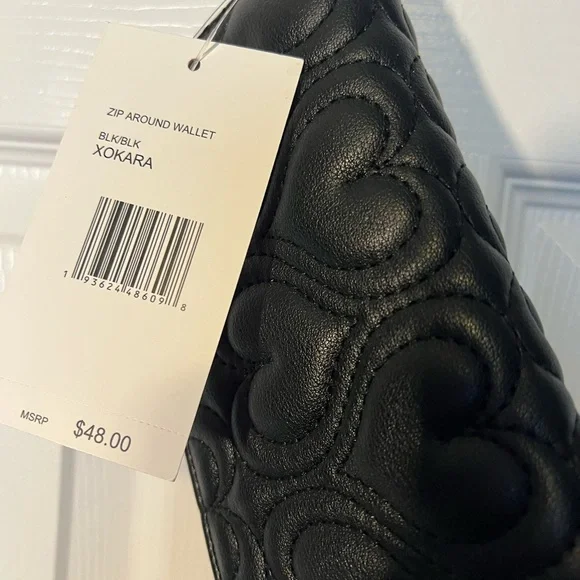 ZIP AROUND WALLET
BLK/BLK
XOKARA
1 93624 48609 8
MSRP $48.00